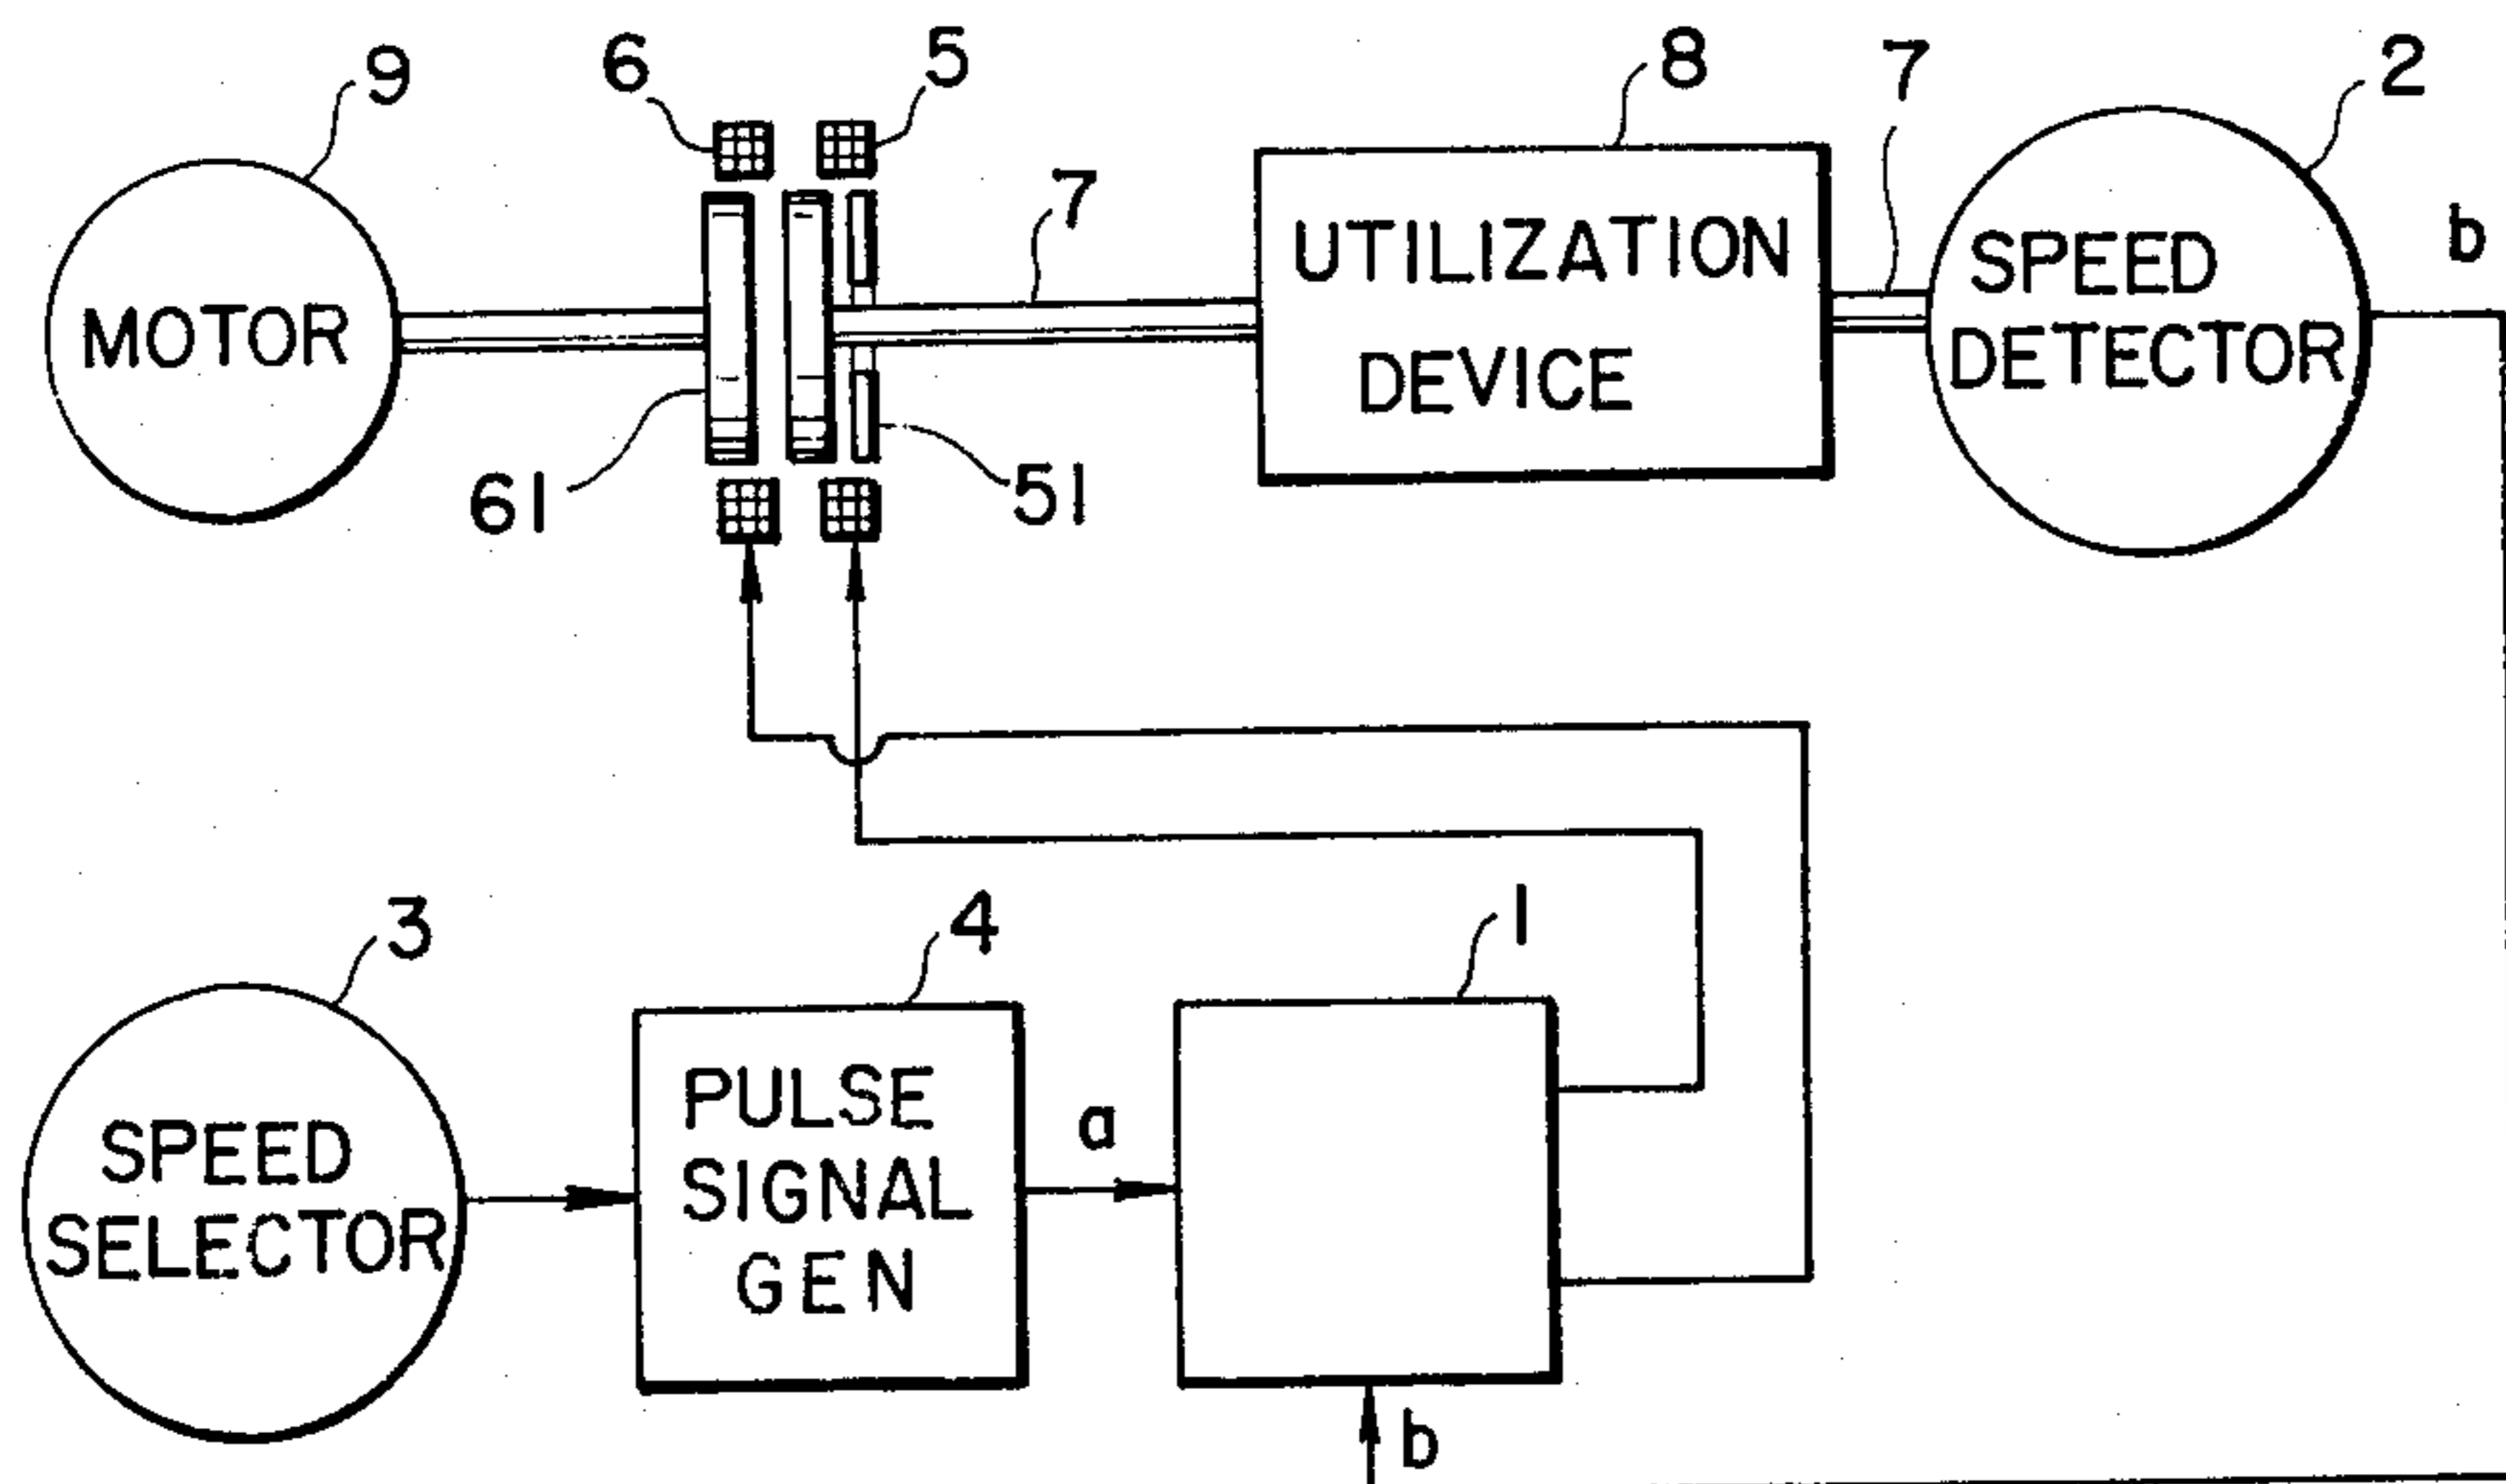 9
6
5
8
7
2
7
b
MOTOR
UTILIZATION
DEVICE
SPEED
DETECTOR
61
51
3
4
1
SPEED
SELECTOR
PULSE
SIGNAL
GEN
a
b